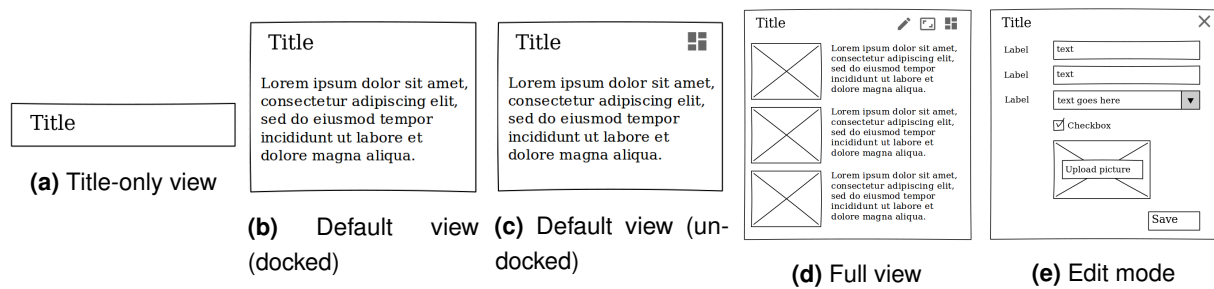 Title
(a) Title-only view
Title
Lorem ipsum dolor sit amet,
consectetur adipiscing elit,
sed do eiusmod tempor
incididunt ut labore et
dolore magna aliqua.
(b) Default view
(docked)
Title
Lorem ipsum dolor sit amet,
consectetur adipiscing elit,
sed do eiusmod tempor
incididunt ut labore et
dolore magna aliqua.
(c) Default view (un-
docked)
Title
Lorem ipsum dolor sit amet,
consectetur adipiscing elit,
sed do eiusmod tempor
incididunt ut labore et
dolore magna aliqua.
Lorem ipsum dolor sit amet,
consectetur adipiscing elit,
sed do eiusmod tempor
incididunt ut labore et
dolore magna aliqua.
Lorem ipsum dolor sit amet,
consectetur adipiscing elit,
sed do eiusmod tempor
incididunt ut labore et
dolore magna aliqua.
(d) Full view
Title
Label text
Label text
Label text goes here
Checkbox
Upload picture
Save
(e) Edit mode